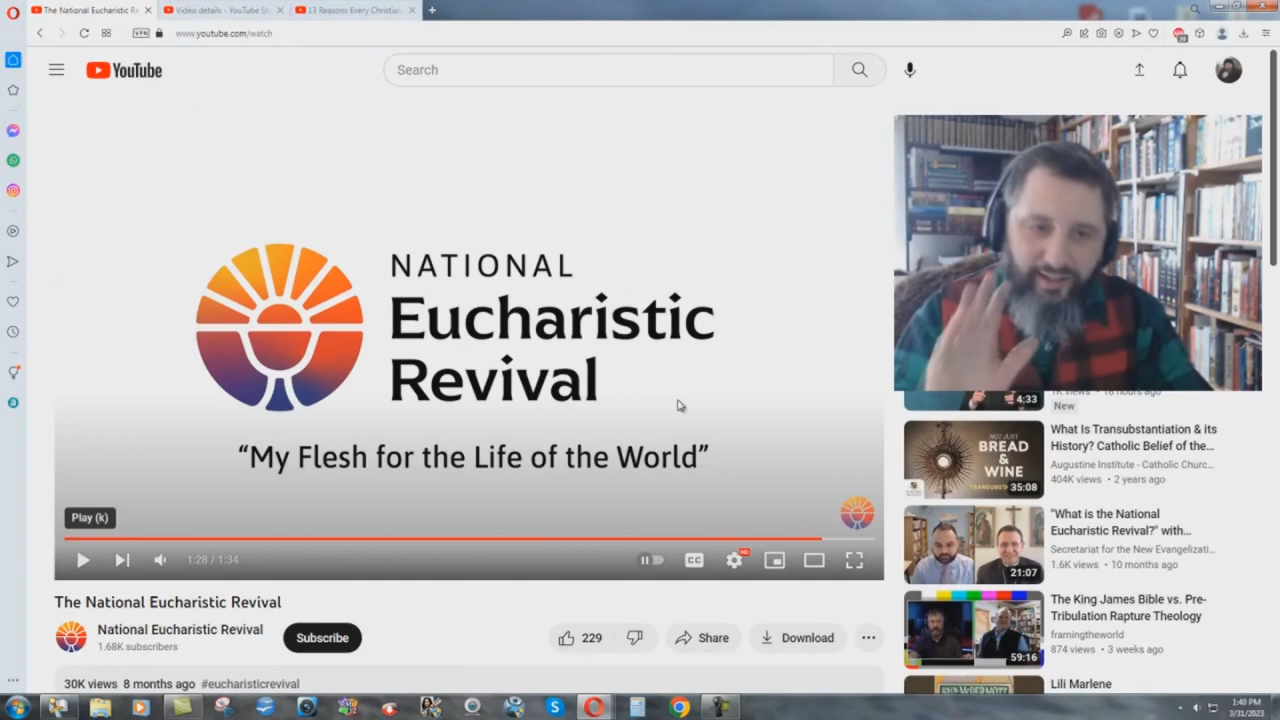 The National Eucharistic Re
Video details - YouTube St
13 Reasons Every Christian
VPN
www.youtube.com/watch
YouTube
Search
NATIONAL
Eucharistic
Revival
"My Flesh for the Life of the World"
Play (k)
1:28 / 1:34
CC
HD
The National Eucharistic Revival
National Eucharistic Revival
1.68K subscribers
Subscribe
229
Share
Download
30K views 8 months ago #eucharisticrevival
4:33
New
BREAD
&
WINE
35:08
What Is Transubstantiation & its
History? Catholic Belief of the...
Augustine Institute - Catholic Churc...
404K views • 2 years ago
21:07
"What is the National
Eucharistic Revival?" with...
Secretariat for the New Evangelizati...
1.6K views • 10 months ago
59:16
The King James Bible vs. Pre-
Tribulation Rapture Theology
framingtheworld
874 views • 3 weeks ago
Lili Marlene
1:40 PM
3/31/2023